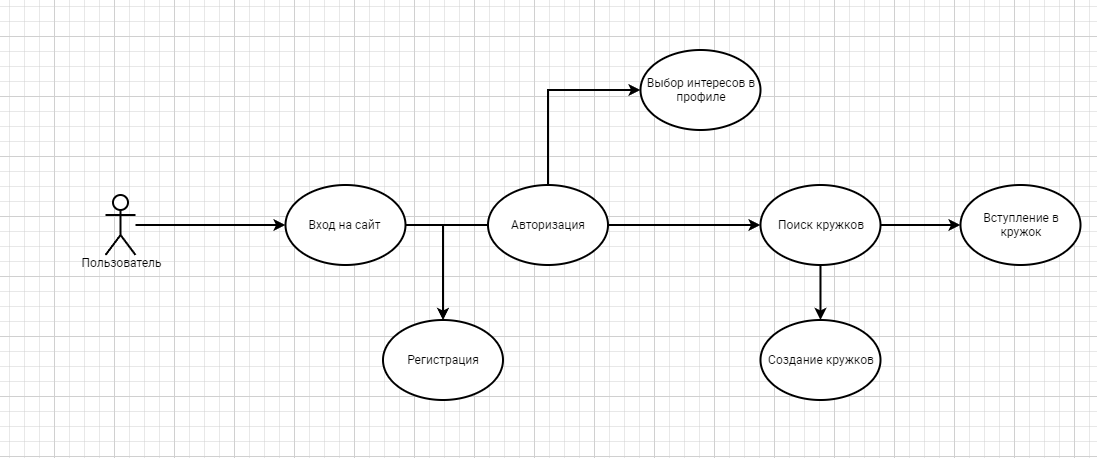 Выбор интересов в
профиле
Пользователь
Вход на сайт
Авторизация
Поиск кружков
Вступление в
кружок
Регистрация
Создание кружков